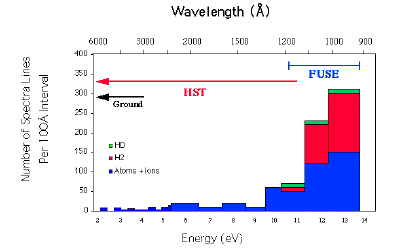 Wavelength (Å)
6000 3000 2000 1500 1200 1000 900
400
350
300
250
200
150
100
50
0
FUSE
HST
Ground
HD
H2
Atoms + Ions
Number of Spectra Lines
Per 100Å Interval
2 3 4 5 6 7 8 9 10 11 12 13 14
Energy (eV)